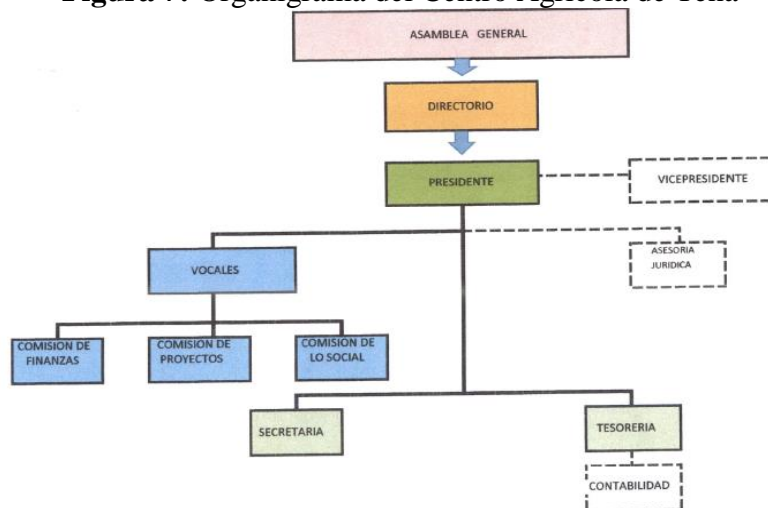 Figura 7. Organigrama del Centro Agrícola de Tena
ASAMBLEA GENERAL
DIRECTORIO
PRESIDENTE
VICEPRESIDENTE
ASESORIA
JURIDICA
VOCALES
COMISION DE
FINANZAS
COMISION DE
PROYECTOS
COMISION DE
LO SOCIAL
SECRETARIA
TESORERIA
CONTABILIDAD